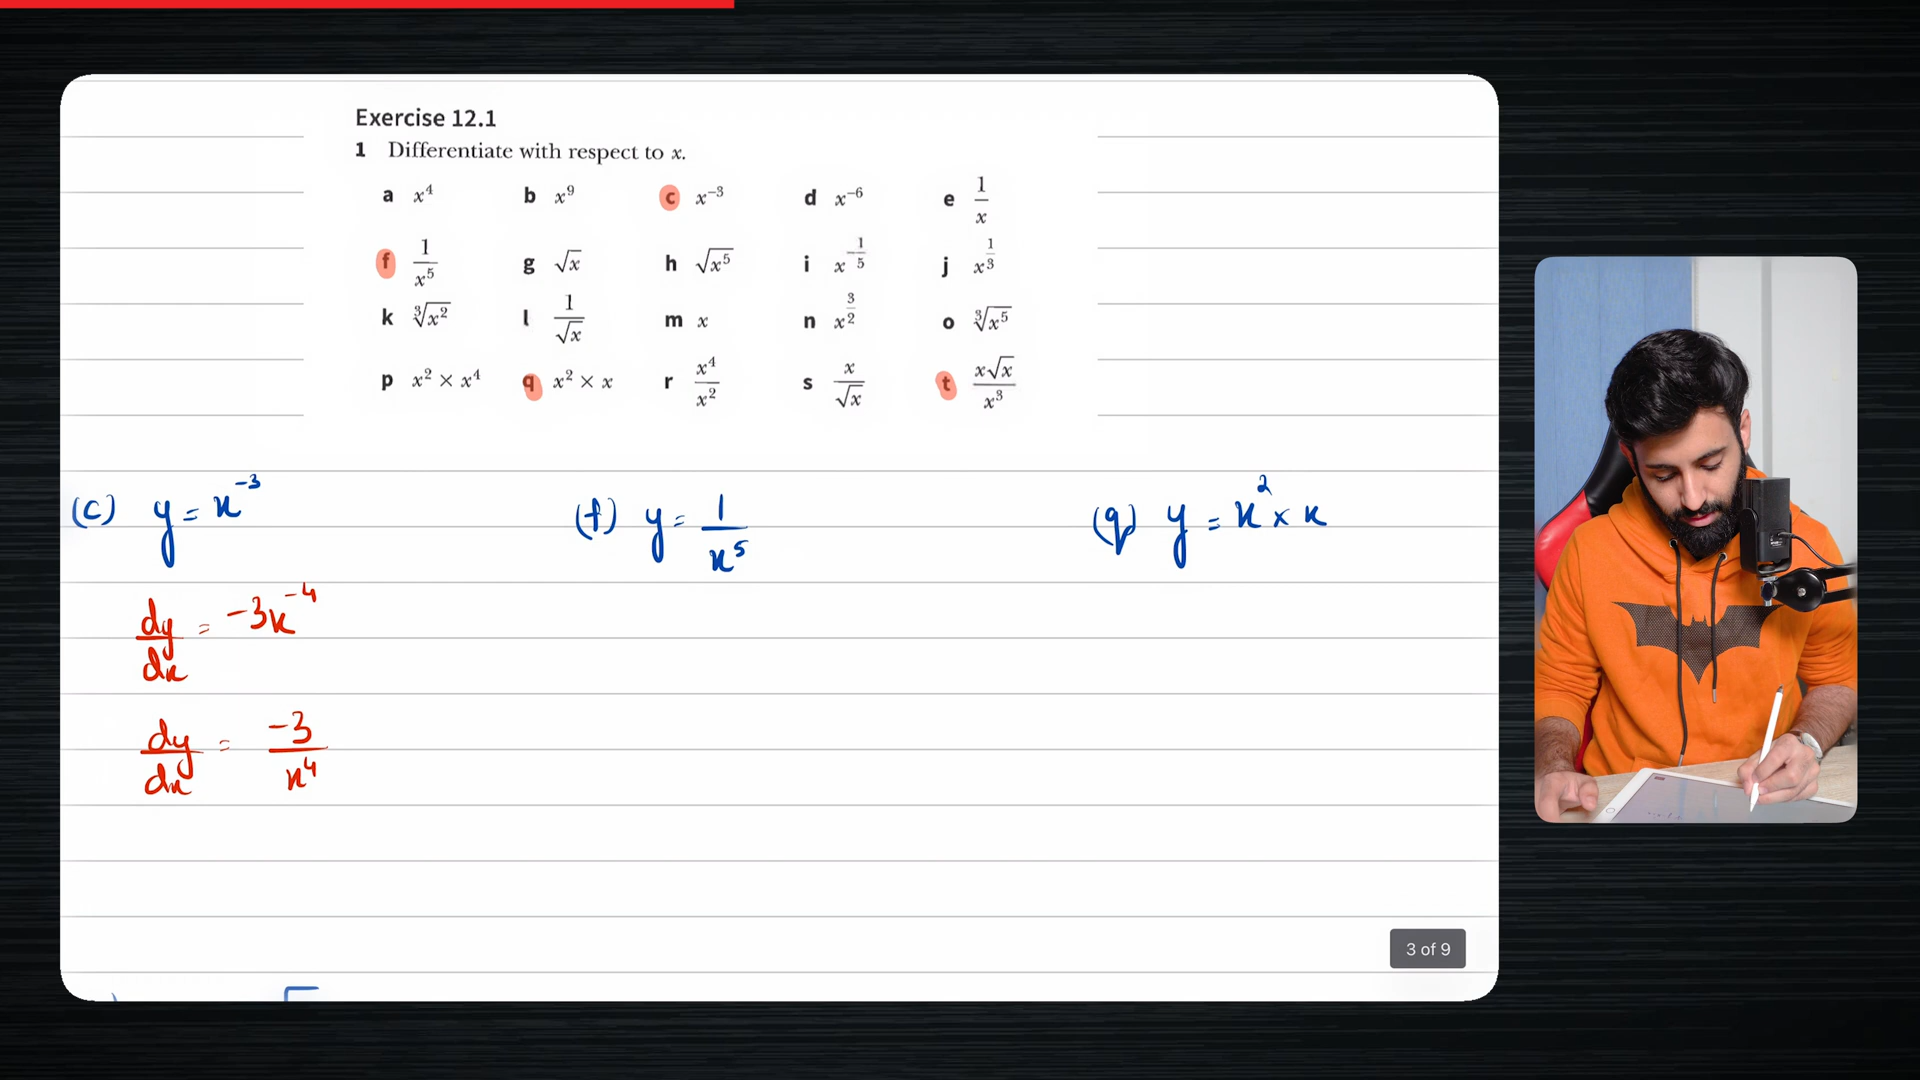 Exercise 12.1
1 Differentiate with respect to x.
a x⁴ b x⁹ c x⁻³ d x⁻⁶ e 1/x
f 1/x⁵ g √x h √x⁵ i x^(-1/5) j x^(1/3)
k ∛x² l 1/√x m x n x^(3/2) o ∛x⁵
p x² × x⁴ q x² × x r x⁴/x² s x/√x t x√x/x³
(c) y = x⁻³ (f) y = 1/x⁵ (q) y = x² × x
dy/dx = -3x⁻⁴
dy/dx = -3/x⁴
3 of 9